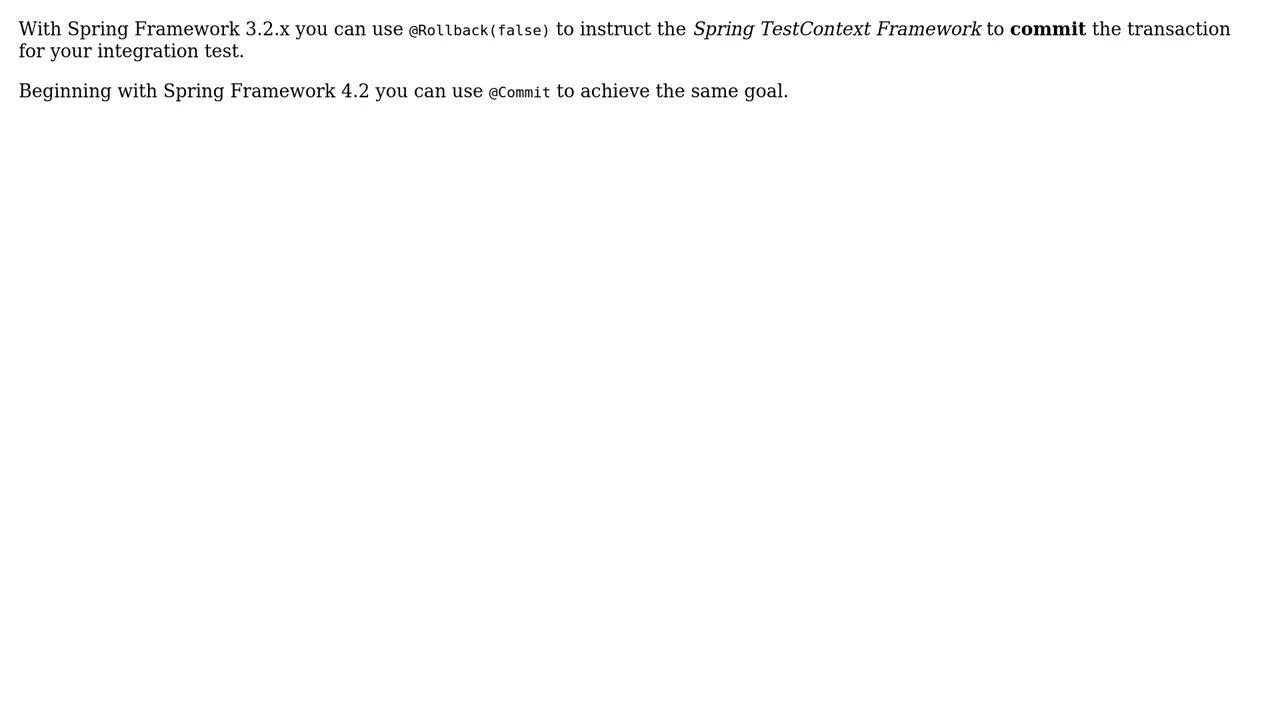 With Spring Framework 3.2.x you can use @Rollback(false) to instruct the Spring TestContext Framework to commit the transaction
for your integration test.
Beginning with Spring Framework 4.2 you can use @Commit to achieve the same goal.